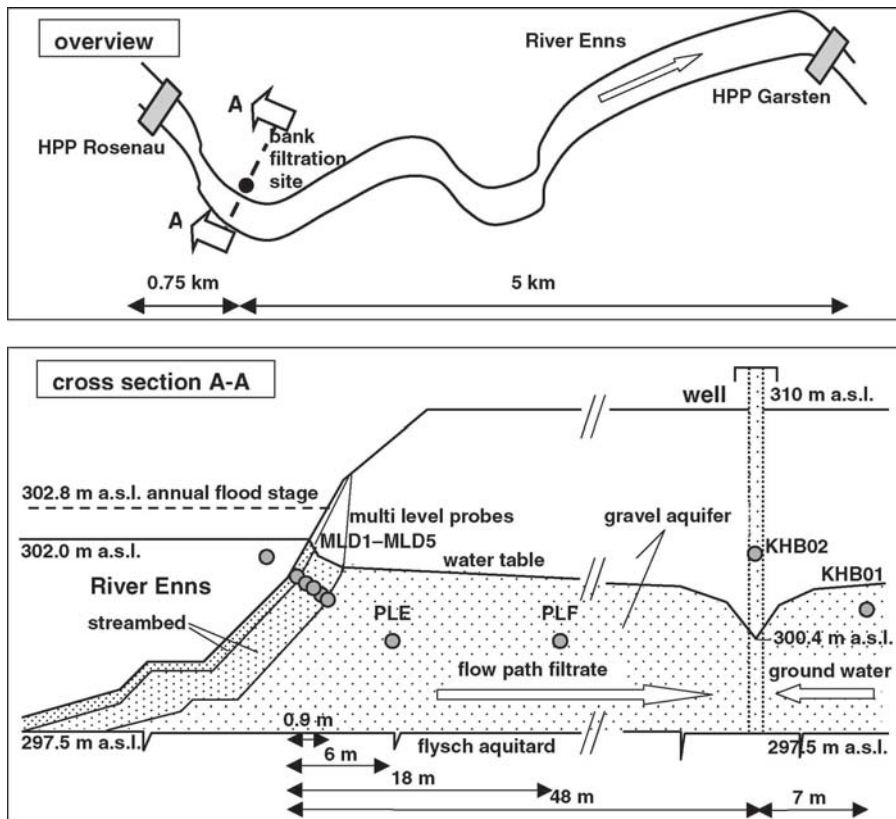 overview
River Enns
A
HPP Garsten
bank
filtration
site
HPP Rosenau
A
0.75 km
5 km
cross section A-A
well
310 m a.s.l.
302.8 m a.s.l. annual flood stage
multi level probes
MLD1–MLD5
gravel aquifer
302.0 m a.s.l.
water table
KHB02
KHB01
River Enns
streambed
PLE
PLF
300.4 m a.s.l.
flow path filtrate
ground water
0.9 m
297.5 m a.s.l.
flysch aquitard
297.5 m a.s.l.
6 m
18 m
48 m
7 m